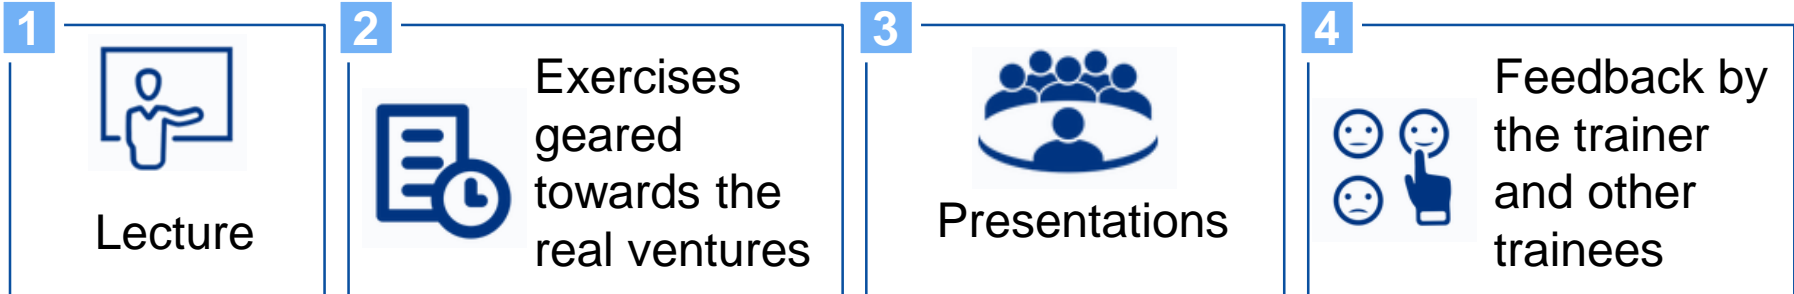 1
Lecture
2
Exercises
geared
towards the
real ventures
3
Presentations
4
Feedback by
the trainer
and other
trainees